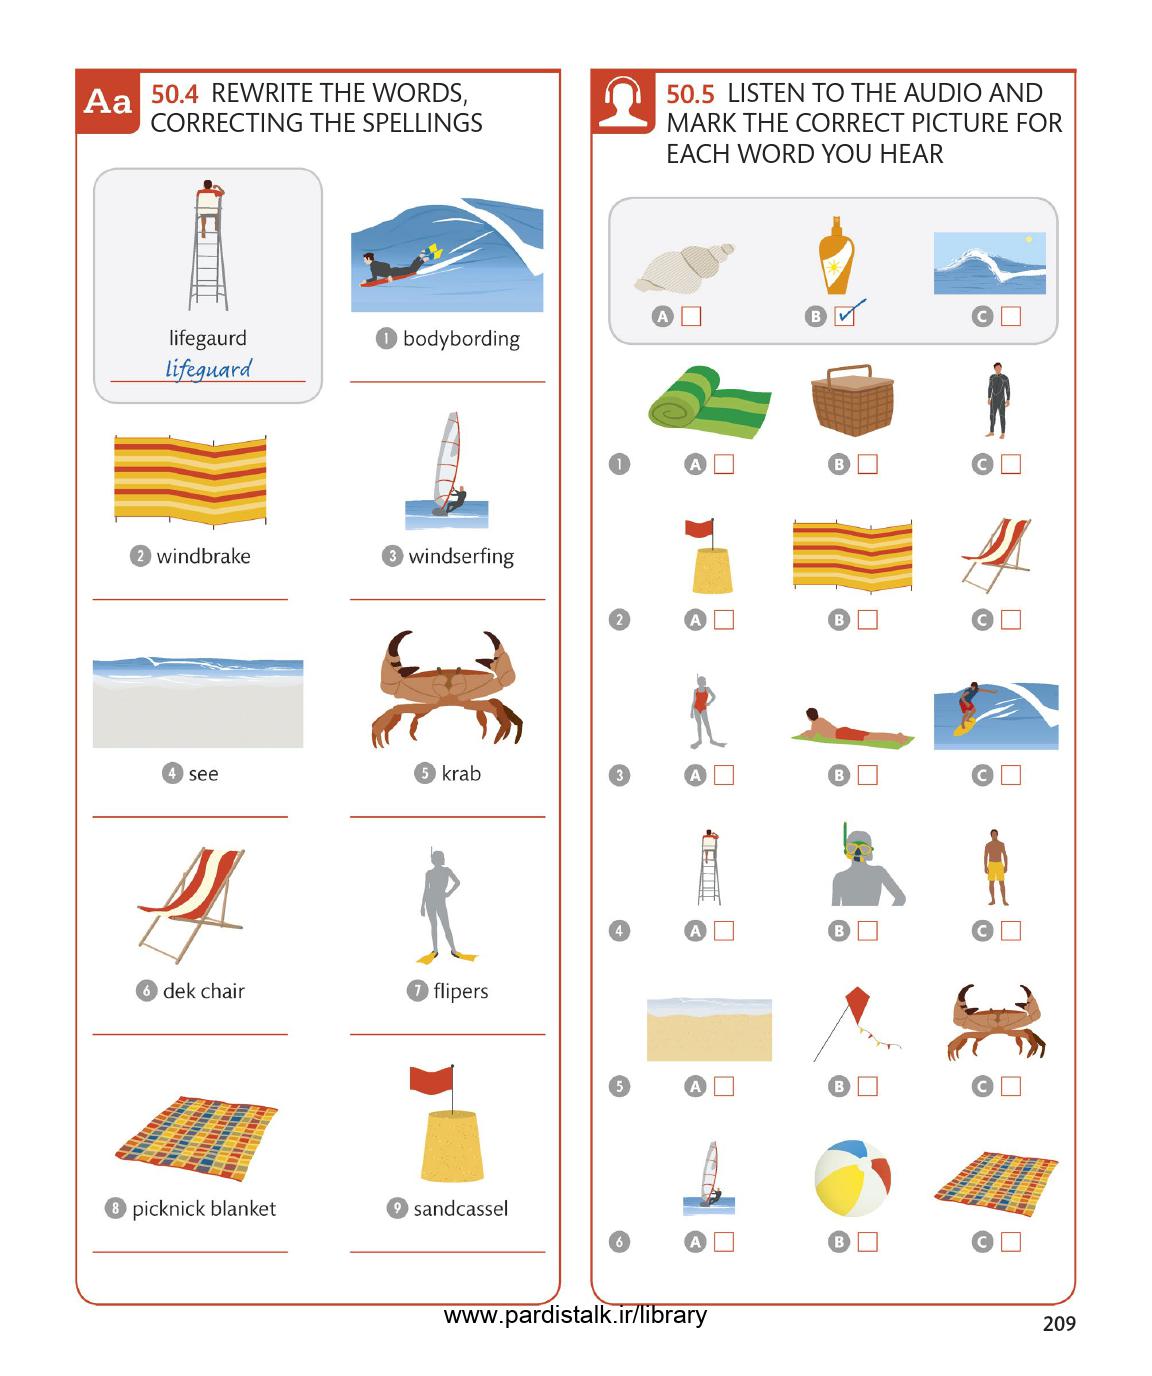 Aa
50.4 REWRITE THE WORDS,
CORRECTING THE SPELLINGS
lifegaurd
lifeguard
1 bodybording
2 windbrake
3 windserfing
4 see
5 krab
6 dek chair
7 flipers
8 picknick blanket
9 sandcassel
50.5 LISTEN TO THE AUDIO AND
MARK THE CORRECT PICTURE FOR
EACH WORD YOU HEAR
A B C
1 A B C
2 A B C
3 A B C
4 A B C
5 A B C
6 A B C
www.pardistalk.ir/library
209